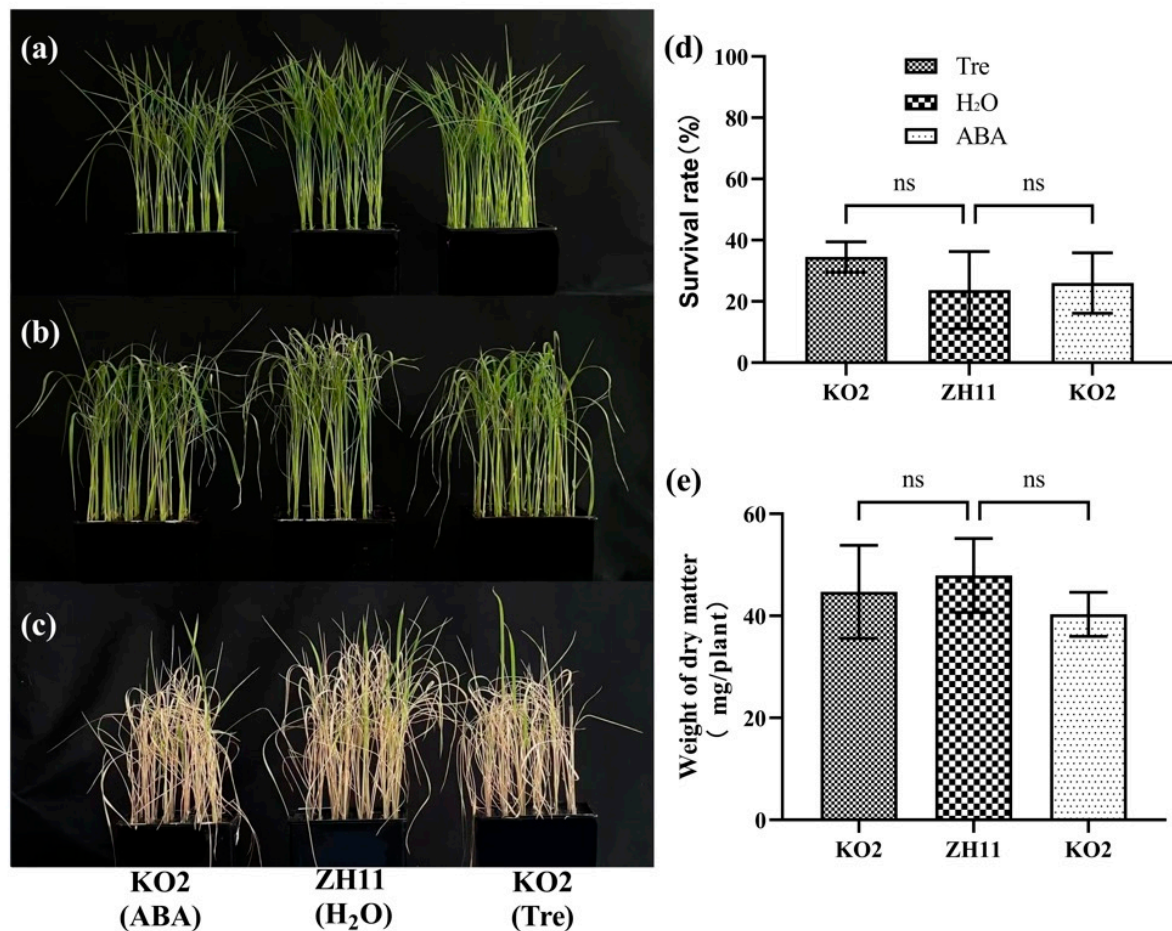 (a)
(b)
(c)
KO2
(ABA)
ZH11
(H₂O)
KO2
(Tre)
(d)
Survival rate(%)
100
80
60
40
20
0
Tre
H₂O
ABA
ns
ns
KO2
ZH11
KO2
(e)
Weight of dry matter
( mg/plant)
60
40
20
0
ns
ns
KO2
ZH11
KO2